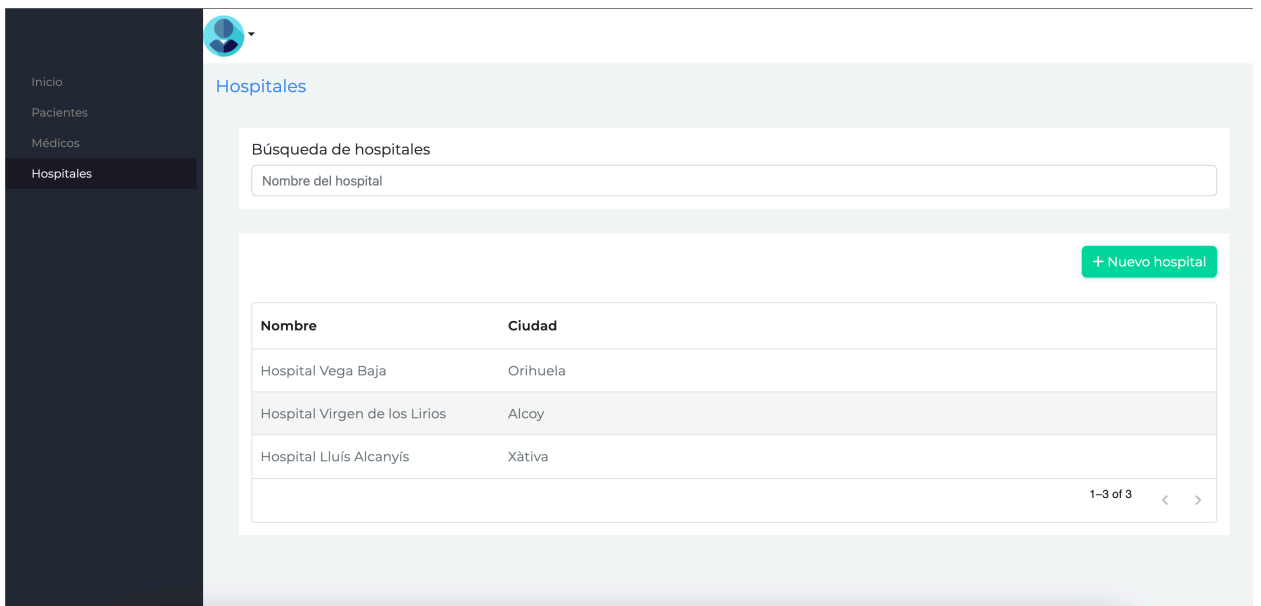 Inicio
Pacientes
Médicos
Hospitales
Hospitales
Búsqueda de hospitales
Nombre del hospital
+ Nuevo hospital
Nombre Ciudad
Hospital Vega Baja Orihuela
Hospital Virgen de los Lirios Alcoy
Hospital Lluís Alcanyís Xàtiva
1–3 of 3